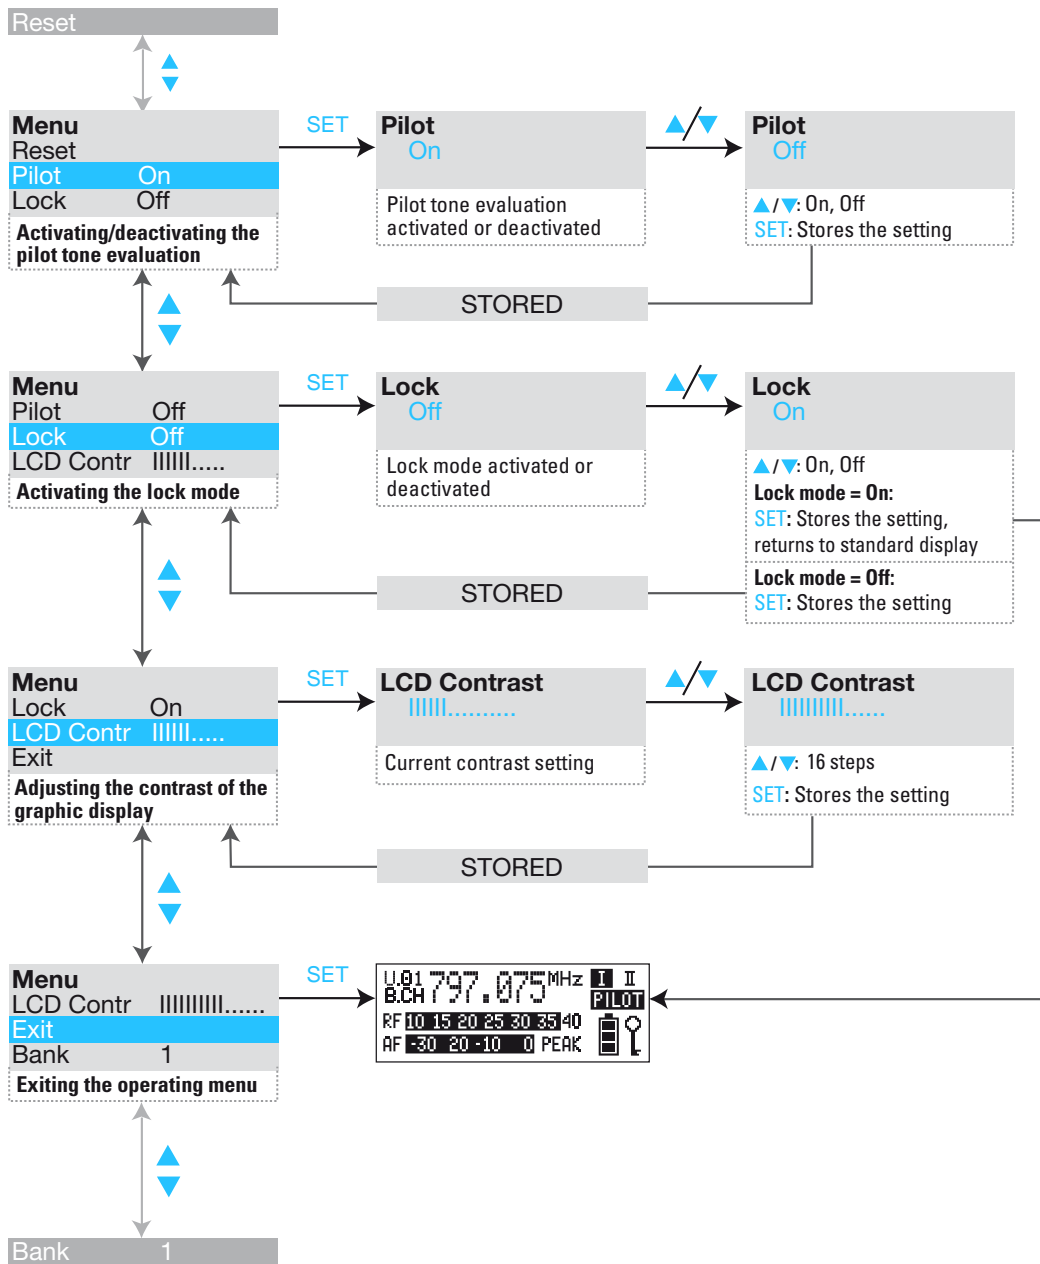 Reset
Menu
Reset
Pilot On
Lock Off
Activating/deactivating the
pilot tone evaluation
SET
Pilot
On
Pilot tone evaluation
activated or deactivated
▲/▼
Pilot
Off
▲/▼: On, Off
SET: Stores the setting
STORED
Menu
Pilot Off
Lock Off
LCD Contr IIIIII.....
Activating the lock mode
SET
Lock
Off
Lock mode activated or
deactivated
▲/▼
Lock
On
▲/▼: On, Off
Lock mode = On:
SET: Stores the setting,
returns to standard display
Lock mode = Off:
SET: Stores the setting
STORED
Menu
Lock On
LCD Contr IIIIII.....
Exit
Adjusting the contrast of the
graphic display
SET
LCD Contrast
IIIIII..........
Current contrast setting
▲/▼
LCD Contrast
IIIIIIIIII......
▲/▼: 16 steps
SET: Stores the setting
STORED
Menu
LCD Contr IIIIIIIIII......
Exit
Bank 1
Exiting the operating menu
SET
U.01 797.075 MHz I II
B.CH PILOT
RF 10 15 20 25 30 35 40
AF -30 20 -10 0 PEAK
Bank 1